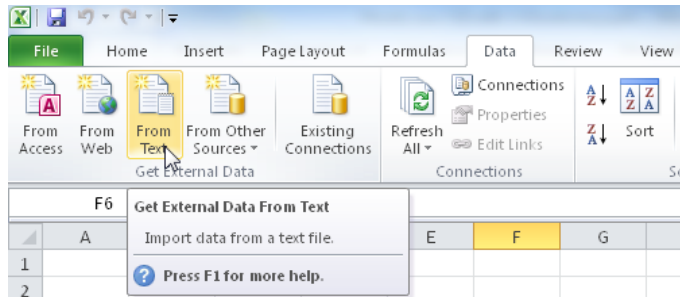 File Home Insert Page Layout Formulas Data Review View
From Access
From Web
From Text
From Other Sources
Existing Connections
Refresh All
Connections
Properties
Edit Links
A Z
Z A
A Z Z A
Sort
Get External Data
Connections
F6
Get External Data From Text
Import data from a text file.
Press F1 for more help.
A E F G
1
2